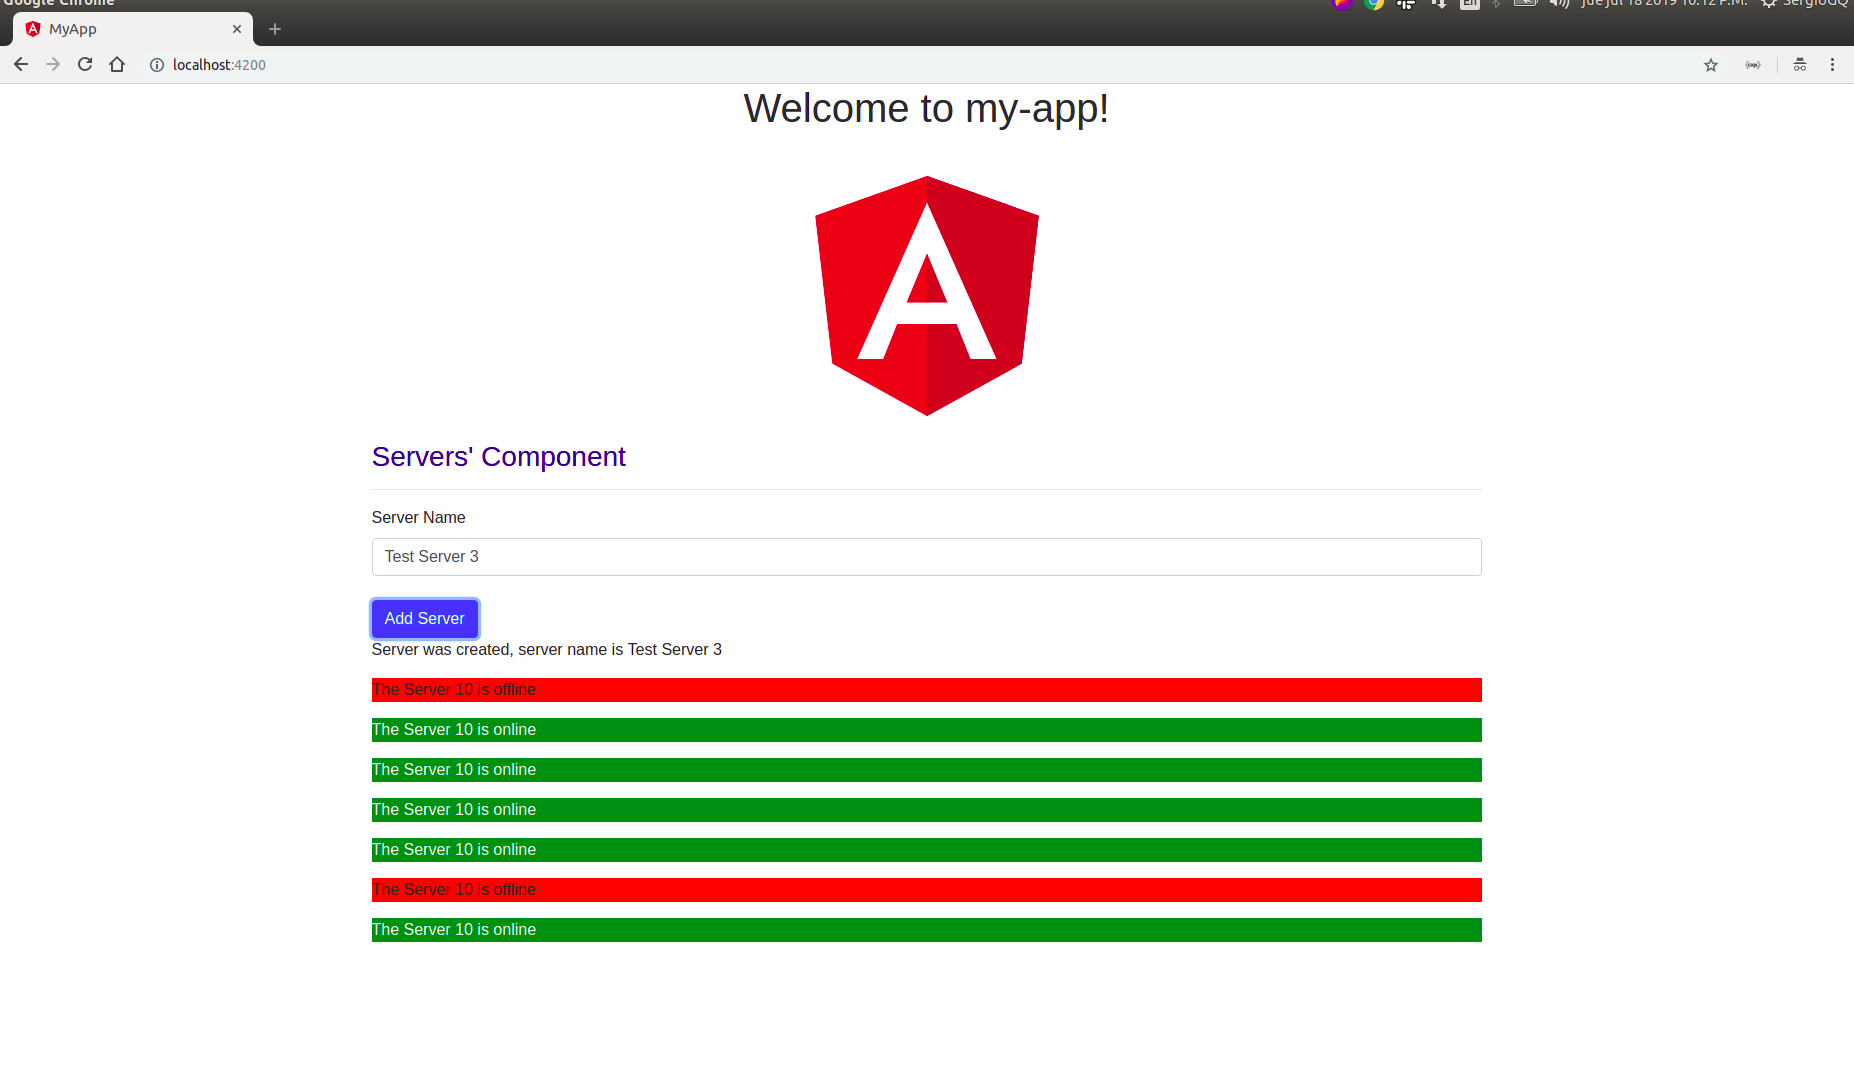 Google Chrome
En
jue jul 18 2019 10:12 P.M.
SergioGQ
MyApp
localhost:4200
Welcome to my-app!
A
Servers' Component
Server Name
Test Server 3
Add Server
Server was created, server name is Test Server 3
The Server 10 is offline
The Server 10 is online
The Server 10 is online
The Server 10 is online
The Server 10 is online
The Server 10 is offline
The Server 10 is online